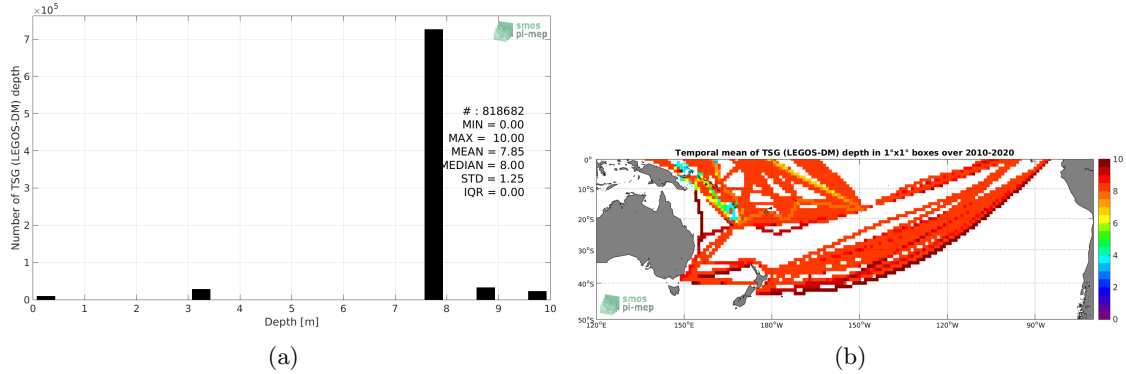 ×10⁵
7
6
5
4
3
2
1
0
Number of TSG (LEGOS-DM) depth
smos
pi-mep
# : 818682
MIN = 0.00
MAX = 10.00
MEAN = 7.85
MEDIAN = 8.00
STD = 1.25
IQR = 0.00
0 1 2 3 4 5 6 7 8 9 10
Depth [m]
(a)
Temporal mean of TSG (LEGOS-DM) depth in 1°x1° boxes over 2010-2020
0°
10°S
20°S
30°S
40°S
50°S
smos
pi-mep
120°E 150°E 180°W 150°W 120°W 90°W
10
8
6
4
2
0
(b)